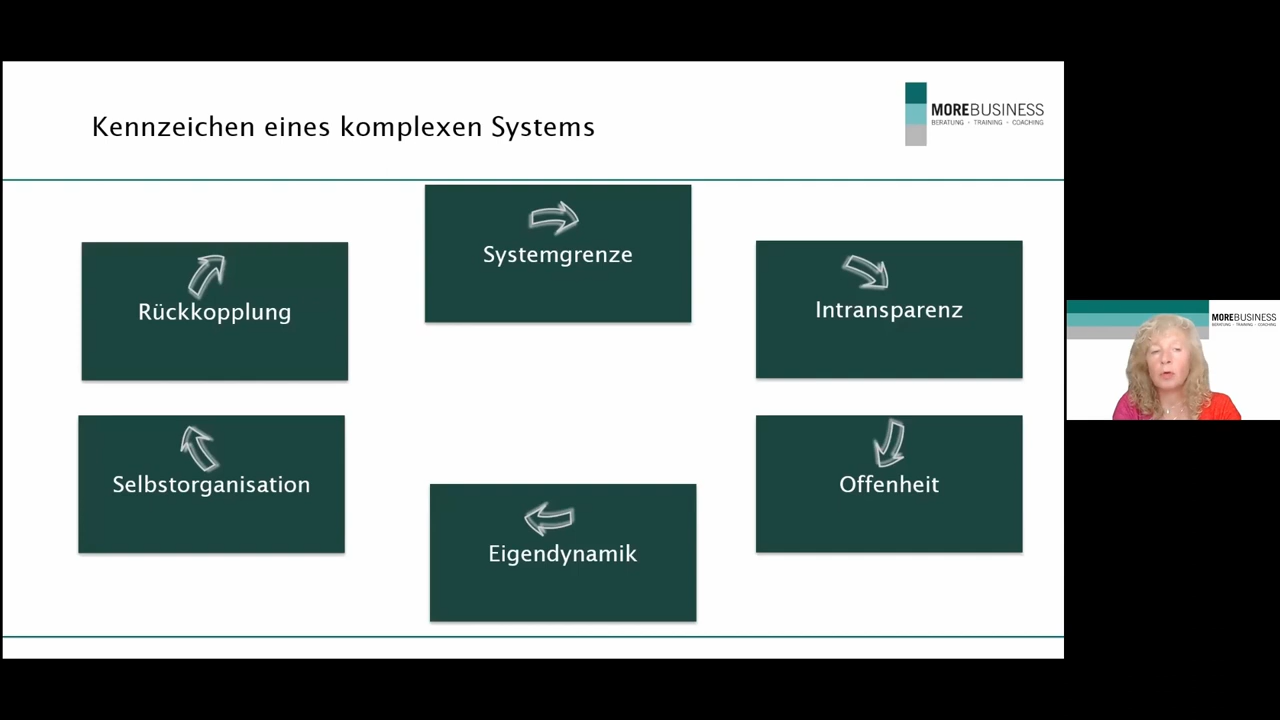 Kennzeichen eines komplexen Systems
MOREBUSINESS
BERATUNG · TRAINING · COACHING
Systemgrenze
Rückkopplung
Intransparenz
Selbstorganisation
Offenheit
Eigendynamik
MOREBUSINESS
BERATUNG · TRAINING · COACHING